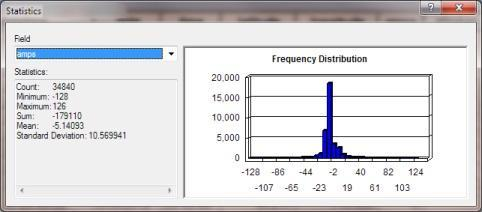 Statistics
Field
amps
Statistics:
Count: 34840
Minimum: -128
Maximum: 126
Sum: -179110
Mean: -5.14093
Standard Deviation: 10.569941
Frequency Distribution
20,000
15,000
10,000
5,000
0
-128 -86 -44 -2 40 82 124
-107 -65 -23 19 61 103